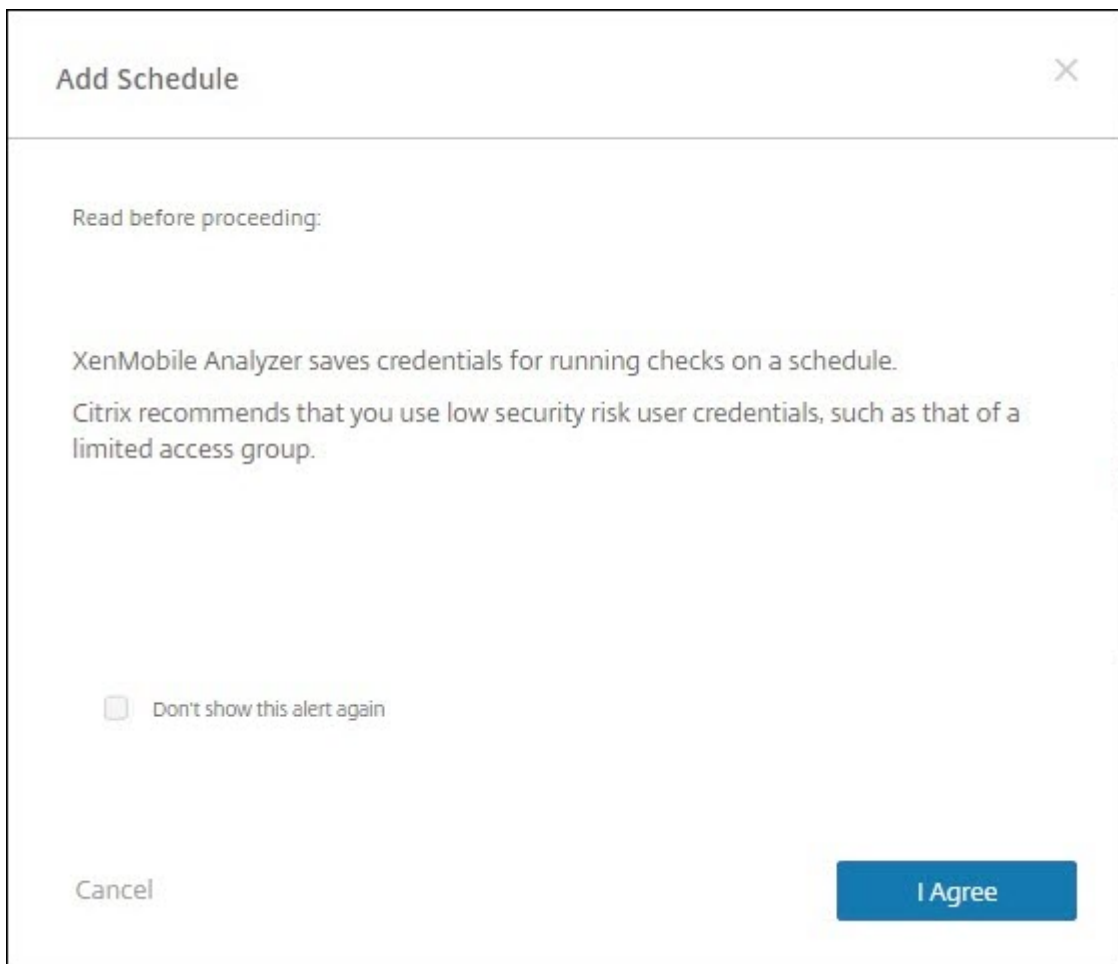 Add Schedule
Read before proceeding:
XenMobile Analyzer saves credentials for running checks on a schedule.
Citrix recommends that you use low security risk user credentials, such as that of a
limited access group.
Don't show this alert again
Cancel
I Agree